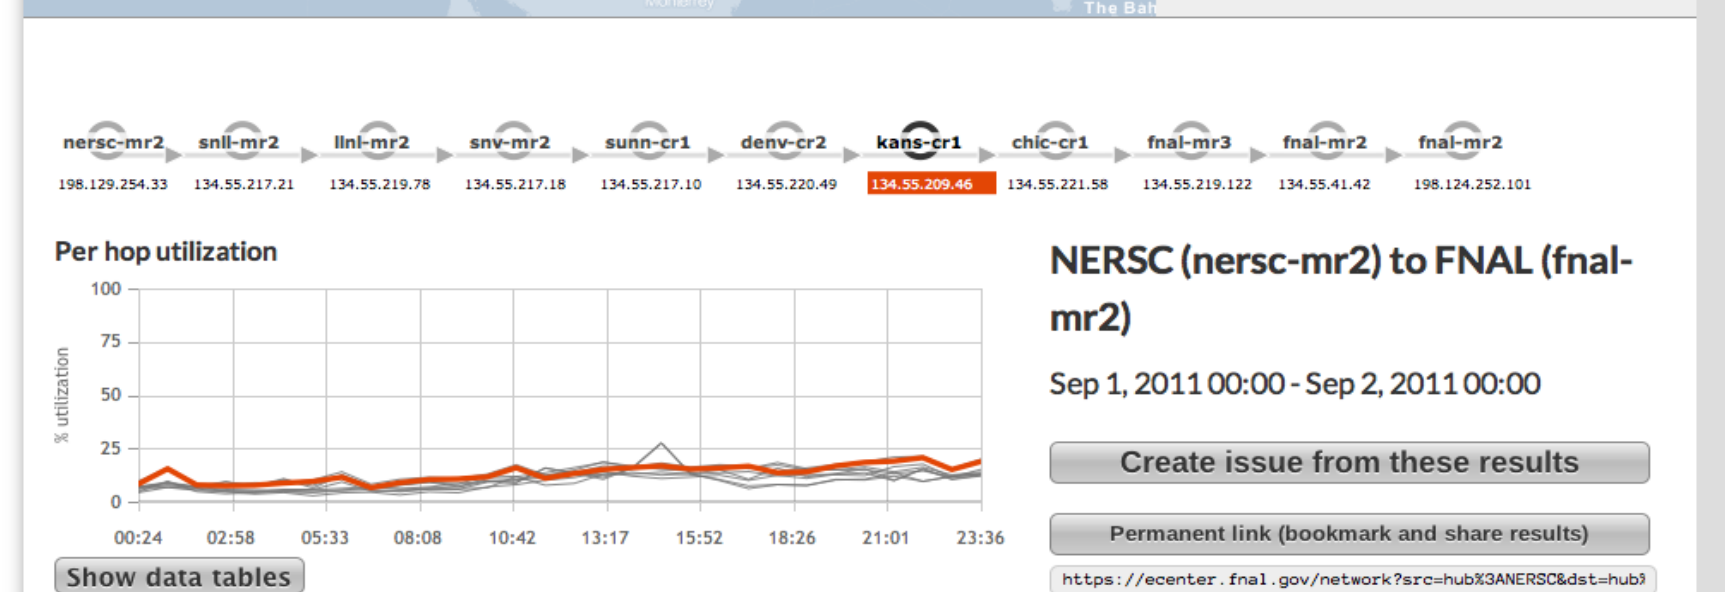 Monterrey
The Bah
nersc-mr2 snll-mr2 llnl-mr2 snv-mr2 sunn-cr1 denv-cr2 kans-cr1 chic-cr1 fnal-mr3 fnal-mr2 fnal-mr2
198.129.254.33 134.55.217.21 134.55.219.78 134.55.217.18 134.55.217.10 134.55.220.49 134.55.209.46 134.55.221.58 134.55.219.122 134.55.41.42 198.124.252.101
Per hop utilization
100
75
50
25
0
% utilization
00:24 02:58 05:33 08:08 10:42 13:17 15:52 18:26 21:01 23:36
Show data tables
NERSC (nersc-mr2) to FNAL (fnal-
mr2)
Sep 1, 2011 00:00 - Sep 2, 2011 00:00
Create issue from these results
Permanent link (bookmark and share results)
https://ecenter.fnal.gov/network?src=hub%3ANERSC&dst=hub%